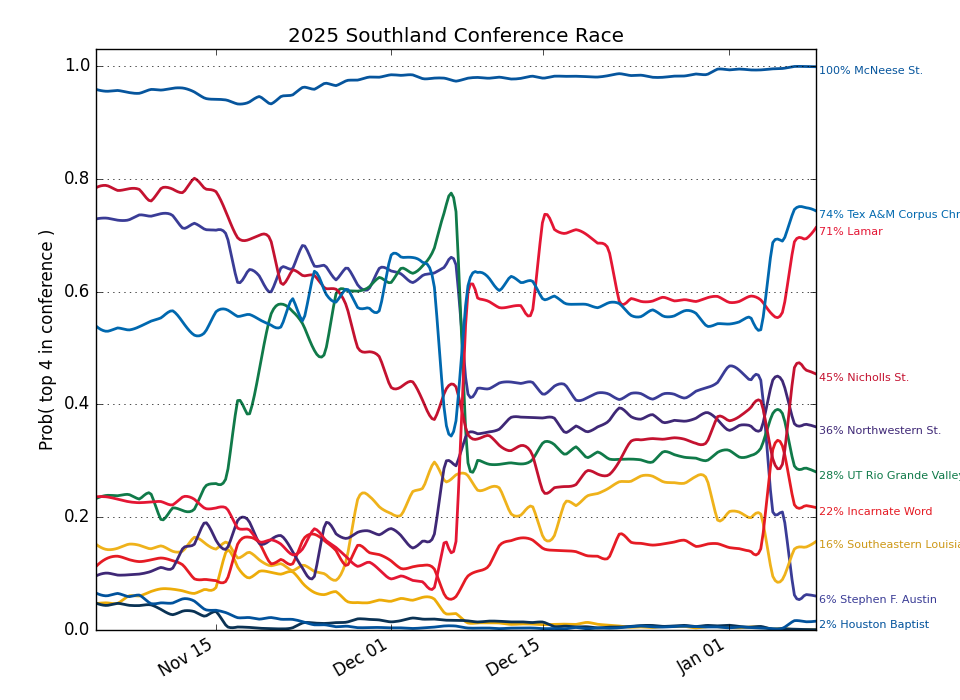 2025 Southland Conference Race
Prob( top 4 in conference )
1.0
0.8
0.6
0.4
0.2
0.0
Nov 15
Dec 01
Dec 15
Jan 01
100% McNeese St.
74% Tex A&M Corpus Chr
71% Lamar
45% Nicholls St.
36% Northwestern St.
28% UT Rio Grande Valley
22% Incarnate Word
16% Southeastern Louisia
6% Stephen F. Austin
2% Houston Baptist